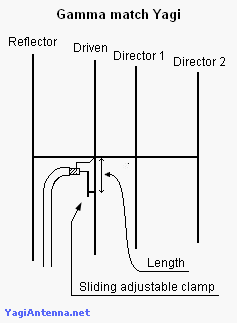 Gamma match Yagi
Reflector
Driven
Director 1
Director 2
Length
Sliding adjustable clamp
YagiAntenna.net